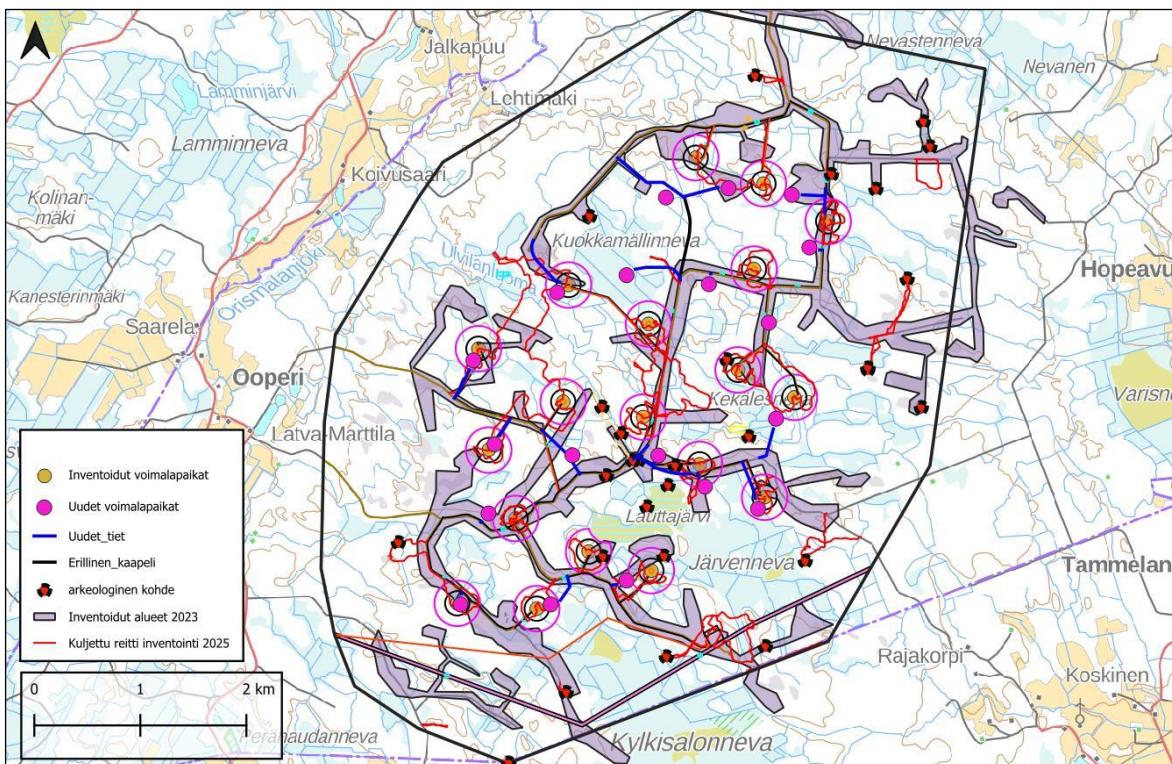 Jalkapuu
Nevastenneva
Nevanen
Lamminjärvi
Lehtimäki
Lamminneva
Koivusaari
Kolinan-
mäki
Kuokkamällinneva
Orismalanjoki
Hopeavu
Kanesterinmäki
Saarela
Ooperi
Varisne
Latva-Marttila
Lauttajärvi
Järvenneva
Tammelan
Rajakorpi
Koskinen
Kylkisalonneva
Inventoidut voimalapaikat
Uudet voimalapaikat
Uudet_tiet
Erillinen_kaapeli
arkeologinen kohde
Inventoidut alueet 2023
Kuljettu reitti inventointi 2025
0 1 2 km